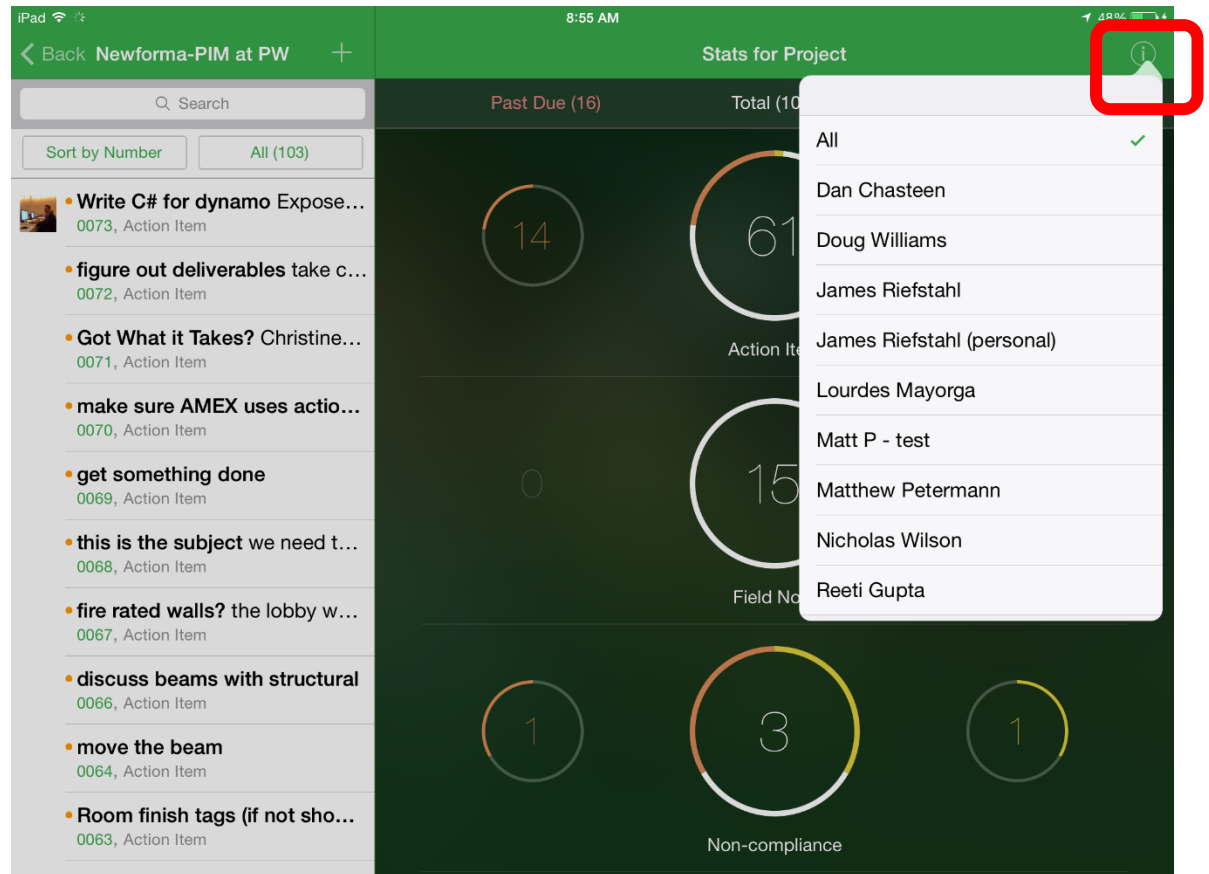 iPad
8:55 AM
48%
Back Newforma-PIM at PW +
Stats for Project
Search
Sort by Number
All (103)
Write C# for dynamo Expose…
0073, Action Item
figure out deliverables take c…
0072, Action Item
Got What it Takes? Christine…
0071, Action Item
make sure AMEX uses actio…
0070, Action Item
get something done
0069, Action Item
this is the subject we need t…
0068, Action Item
fire rated walls? the lobby w…
0067, Action Item
discuss beams with structural
0066, Action Item
move the beam
0064, Action Item
Room finish tags (if not sho…
0063, Action Item
Past Due (16)
Total (10
14
61
Action Ite
0
15
Field No
1
3
1
Non-compliance
All
Dan Chasteen
Doug Williams
James Riefstahl
James Riefstahl (personal)
Lourdes Mayorga
Matt P - test
Matthew Petermann
Nicholas Wilson
Reeti Gupta